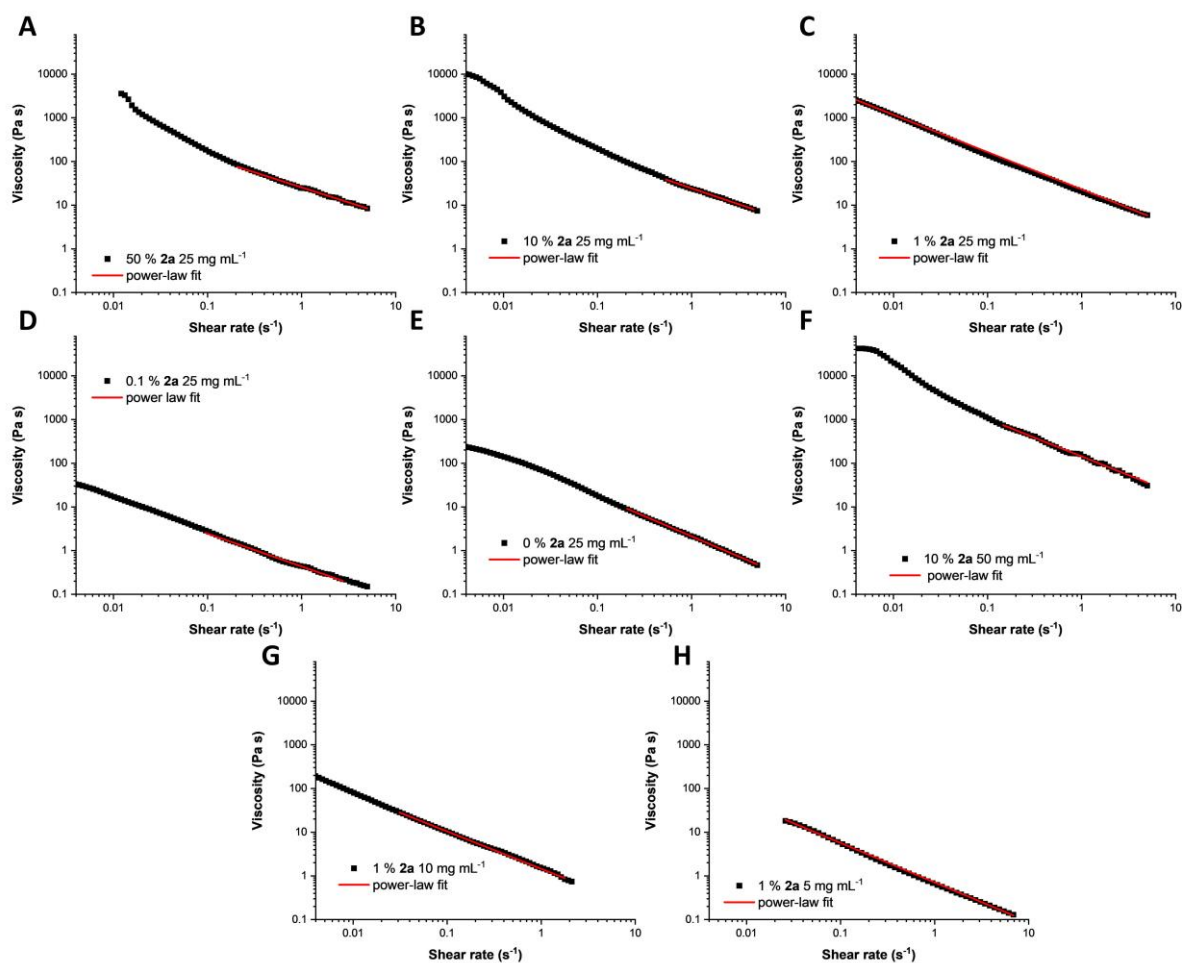 A
Viscosity (Pa s)
10000
1000
100
10
1
0.1
0.01
0.1
1
10
Shear rate (s⁻¹)
50 % 2a 25 mg mL⁻¹
power-law fit
B
Viscosity (Pa s)
10000
1000
100
10
1
0.1
0.01
0.1
1
10
Shear rate (s⁻¹)
10 % 2a 25 mg mL⁻¹
power-law fit
C
Viscosity (Pa s)
10000
1000
100
10
1
0.1
0.01
0.1
1
10
Shear rate (s⁻¹)
1 % 2a 25 mg mL⁻¹
power-law fit
D
Viscosity (Pa s)
10000
1000
100
10
1
0.1
0.01
0.1
1
10
Shear rate (s⁻¹)
0.1 % 2a 25 mg mL⁻¹
power law fit
E
Viscosity (Pa s)
10000
1000
100
10
1
0.1
0.01
0.1
1
10
Shear rate (s⁻¹)
0 % 2a 25 mg mL⁻¹
power-law fit
F
Viscosity (Pa s)
10000
1000
100
10
1
0.1
0.01
0.1
1
10
Shear rate (s⁻¹)
10 % 2a 50 mg mL⁻¹
power-law fit
G
Viscosity (Pa s)
10000
1000
100
10
1
0.1
0.01
0.1
1
10
Shear rate (s⁻¹)
1 % 2a 10 mg mL⁻¹
power-law fit
H
Viscosity (Pa s)
10000
1000
100
10
1
0.1
0.01
0.1
1
10
Shear rate (s⁻¹)
1 % 2a 5 mg mL⁻¹
power-law fit